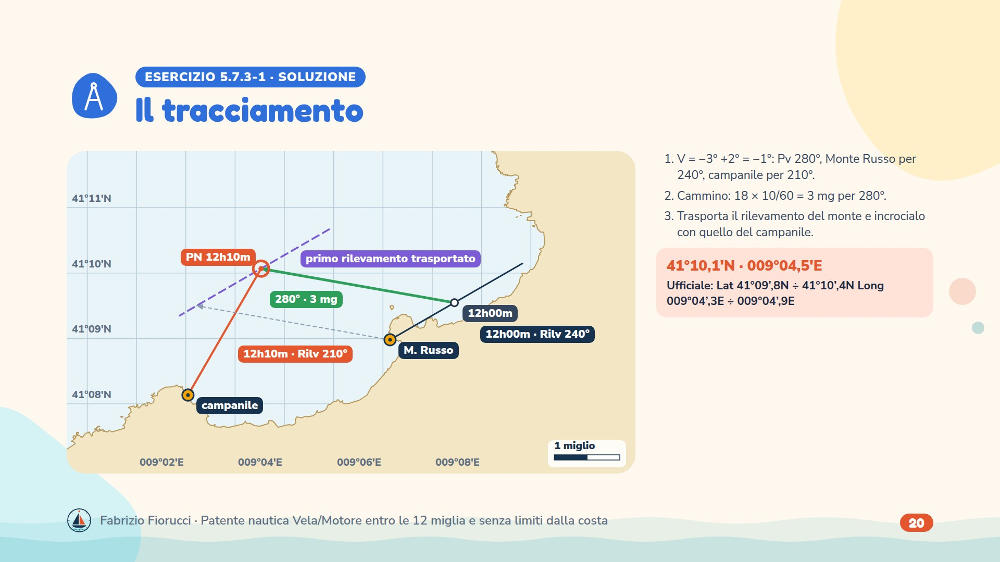 ESERCIZIO 5.7.3-1 · SOLUZIONE
Il tracciamento
41°11'N
41°10'N
41°09'N
41°08'N
009°02'E
009°04'E
009°06'E
009°08'E
PN 12h10m
primo rilevamento trasportato
280° · 3 mg
12h00m
12h00m · Rilv 240°
M. Russo
12h10m · Rilv 210°
campanile
1 miglio
1. V = −3° +2° = −1°: Pv 280°, Monte Russo per
240°, campanile per 210°.
2. Cammino: 18 × 10/60 = 3 mg per 280°.
3. Trasporta il rilevamento del monte e incrocialo
con quello del campanile.
41°10,1'N · 009°04,5'E
Ufficiale: Lat 41°09’,8N ÷ 41°10’,4N Long
009°04’,3E ÷ 009°04’,9E
Fabrizio Fiorucci · Patente nautica Vela/Motore entro le 12 miglia e senza limiti dalla costa
20